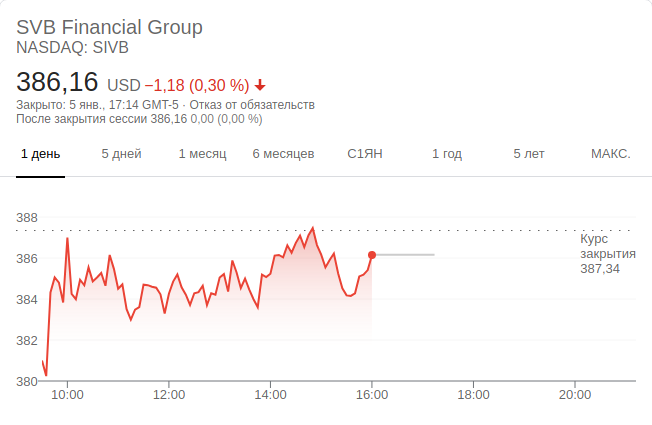 SVB Financial Group
NASDAQ: SIVB
386,16 USD −1,18 (0,30 %)
Закрыто: 5 янв., 17:14 GMT-5 · Отказ от обязательств
После закрытия сессии 386,16 0,00 (0,00 %)
1 день 5 дней 1 месяц 6 месяцев С1ЯН 1 год 5 лет МАКС.
388
Курс
закрытия
387,34
386
384
382
380
10:00 12:00 14:00 16:00 18:00 20:00